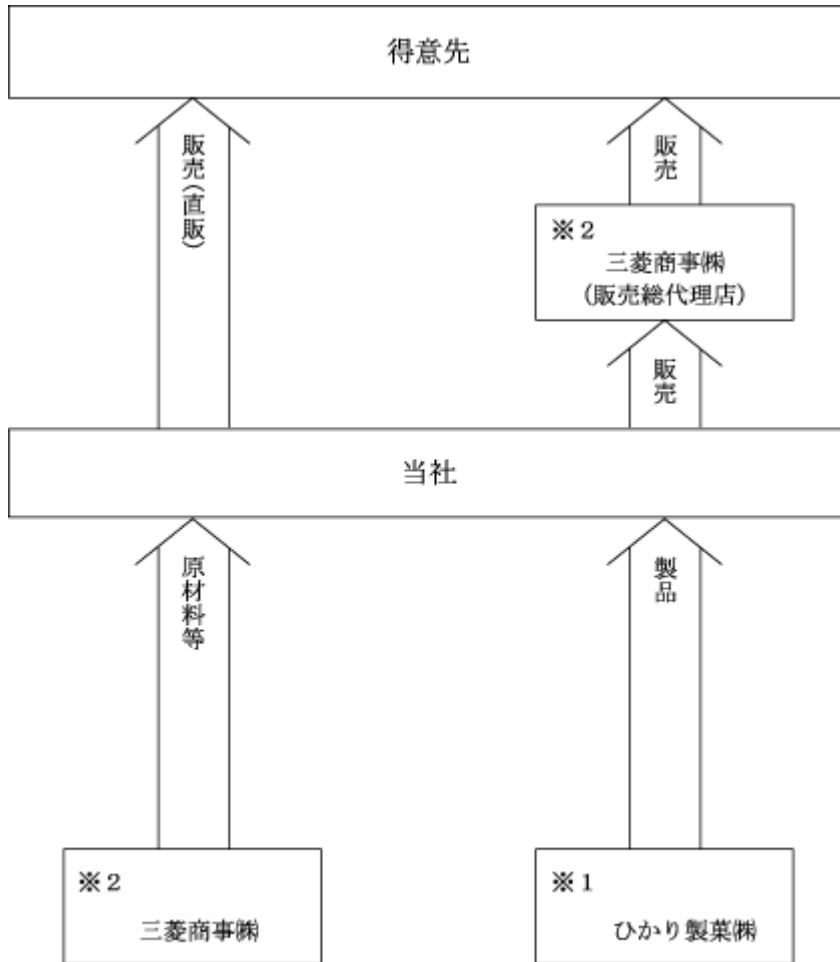 得意先
販売(直販)
販売
※2
三菱商事㈱
(販売総代理店)
販売
当社
原材料等
製品
※2
三菱商事㈱
※1
ひかり製菓㈱